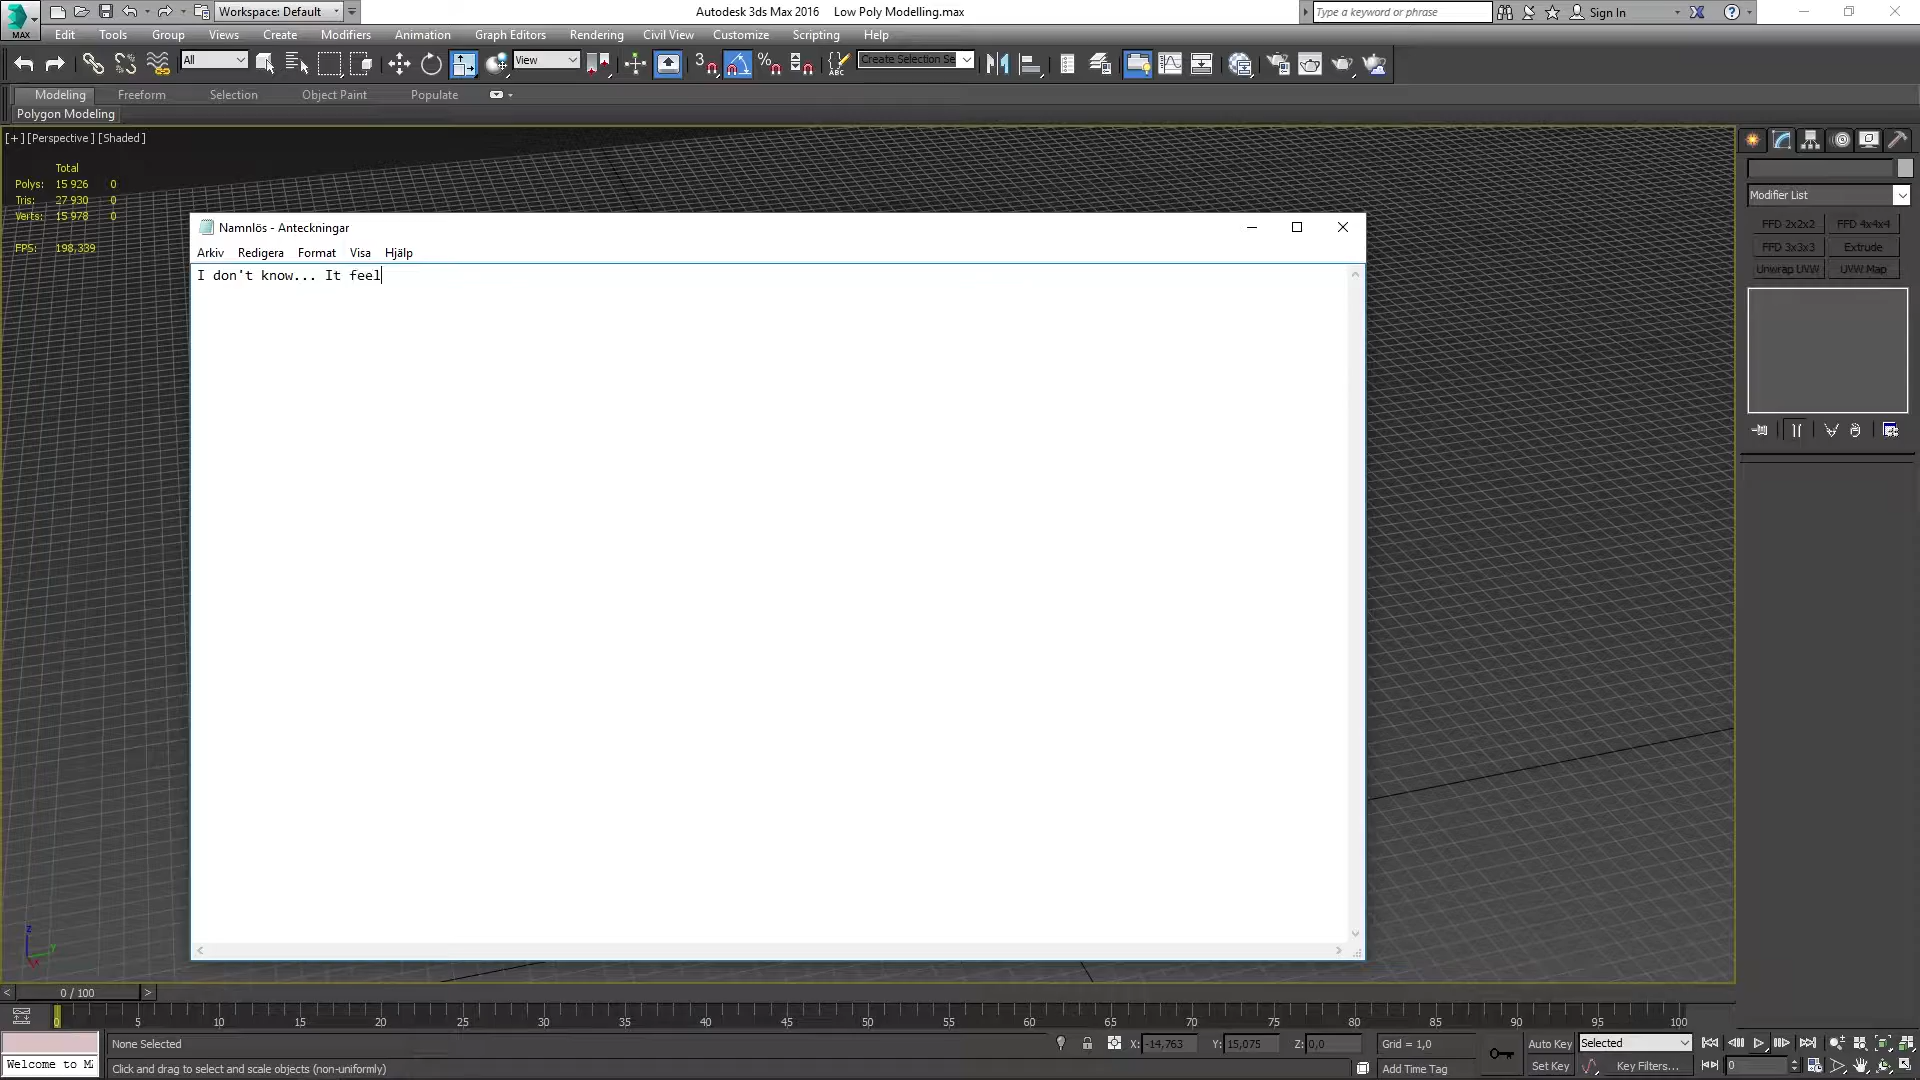 Workspace: Default
Autodesk 3ds Max 2016 Low Poly Modelling.max
Type a keyword or phrase
Sign In
MAX
Edit Tools Group Views Create Modifiers Animation Graph Editors Rendering Civil View Customize Scripting Help
All
View
3
%
ABC
Create Selection Se
Modeling Freeform Selection Object Paint Populate
Polygon Modeling
[+] [Perspective] [Shaded]
Total
Polys: 15 926 0
Tris: 27 930 0
Verts: 15 978 0
FPS: 198,339
Modifier List
FFD 2x2x2 FFD 4x4x4
FFD 3x3x3 Extrude
Unwrap UVW UVW Map
Namnlös - Anteckningar
Arkiv Redigera Format Visa Hjälp
I don't know... It feel
z
y
x
< 0 / 100 >
0 5 10 15 20 25 30 35 40 45 50 55 60 65 70 75 80 85 90 95 100
None Selected
X: -14,763 Y: 15,075 Z: 0,0
Grid = 1,0
Auto Key Selected
Welcome to M
Click and drag to select and scale objects (non-uniformly)
Add Time Tag
Set Key Key Filters...
0